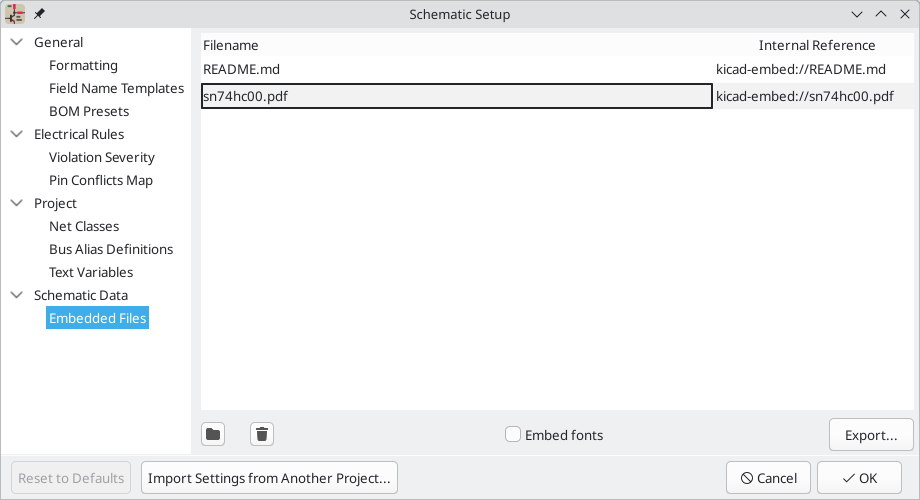 Schematic Setup
General
Formatting
Field Name Templates
BOM Presets
Electrical Rules
Violation Severity
Pin Conflicts Map
Project
Net Classes
Bus Alias Definitions
Text Variables
Schematic Data
Embedded Files
Filename Internal Reference
README.md kicad-embed://README.md
sn74hc00.pdf kicad-embed://sn74hc00.pdf
Embed fonts Export...
Reset to Defaults Import Settings from Another Project... Cancel OK